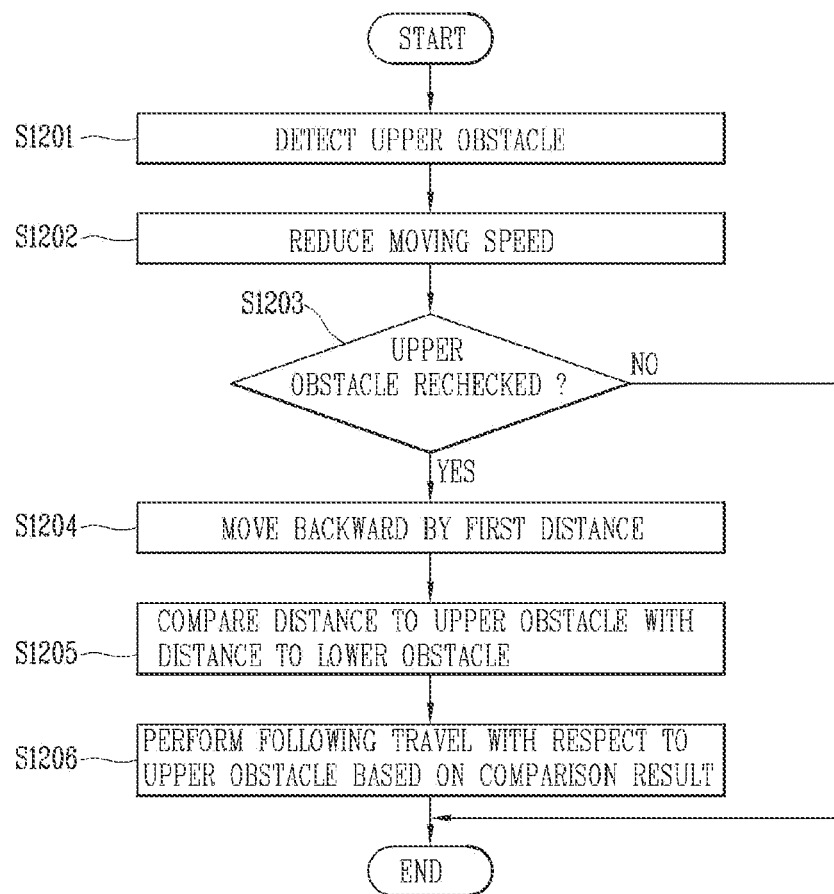 START
S1201
DETECT UPPER OBSTACLE
S1202
REDUCE MOVING SPEED
S1203
UPPER
OBSTACLE RECHECKED ?
NO
YES
S1204
MOVE BACKWARD BY FIRST DISTANCE
S1205
COMPARE DISTANCE TO UPPER OBSTACLE WITH
DISTANCE TO LOWER OBSTACLE
S1206
PERFORM FOLLOWING TRAVEL WITH RESPECT TO
UPPER OBSTACLE BASED ON COMPARISON RESULT
END